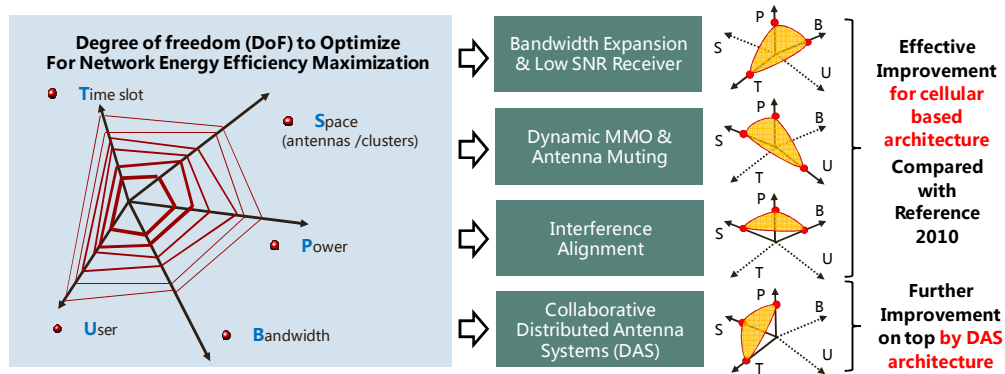 Degree of freedom (DoF) to Optimize
For Network Energy Efficiency Maximization
Time slot
Space
(antennas /clusters)
Power
User
Bandwidth
Bandwidth Expansion
& Low SNR Receiver
P
B
S
U
T
Dynamic MMO &
Antenna Muting
P
B
S
T
U
Interference
Alignment
P
B
S
T
U
Collaborative
Distributed Antenna
Systems (DAS)
P
B
S
U
T
Effective
Improvement
for cellular
based
architecture
Compared
with
Reference
2010
Further
Improvement
on top by DAS
architecture